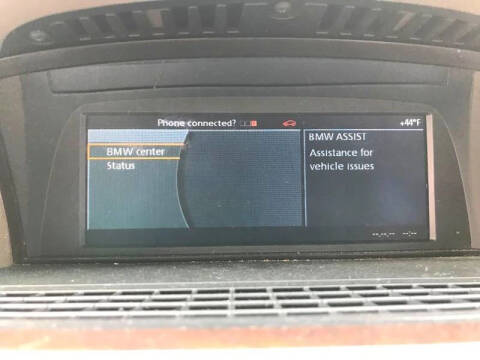 Phone connected?
+44°F
BMW center
Status
BMW ASSIST
Assistance for
vehicle issues
--.--.-- --:--